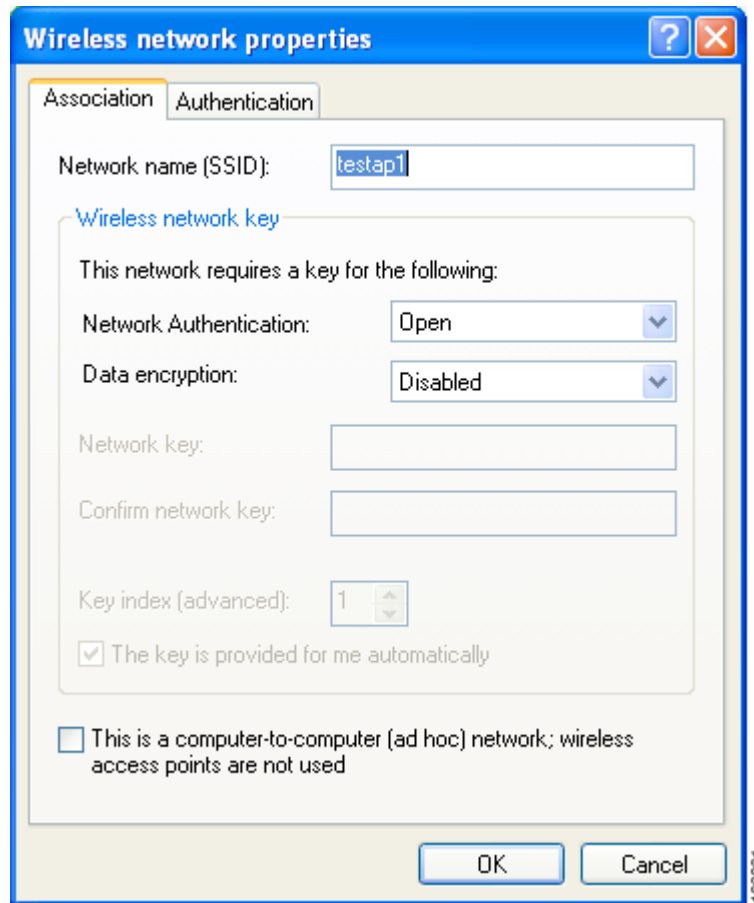 Wireless network properties
Association Authentication
Network name (SSID): testap1
Wireless network key
This network requires a key for the following:
Network Authentication: Open
Data encryption: Disabled
Network key:
Confirm network key:
Key index (advanced): 1
The key is provided for me automatically
This is a computer-to-computer (ad hoc) network; wireless
access points are not used
OK Cancel